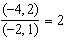 (-4, 2)/(-2, 1) = 2